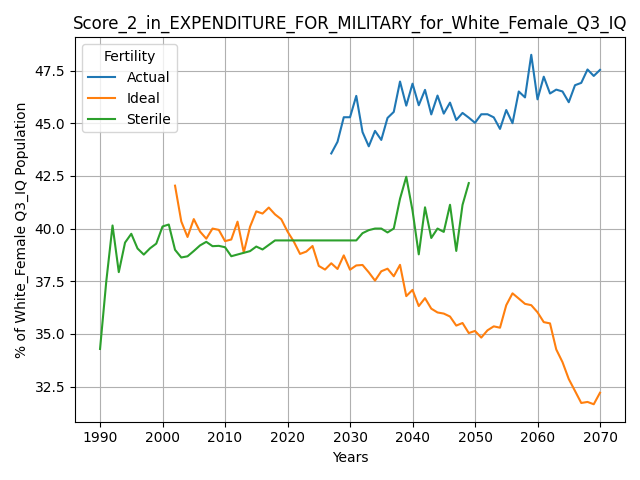 Score_2_in_EXPENDITURE_FOR_MILITARY_for_White_Female_Q3_IQ
Fertility
Actual
Ideal
Sterile
% of White_Female Q3_IQ Population
47.5
45.0
42.5
40.0
37.5
35.0
32.5
1990 2000 2010 2020 2030 2040 2050 2060 2070
Years